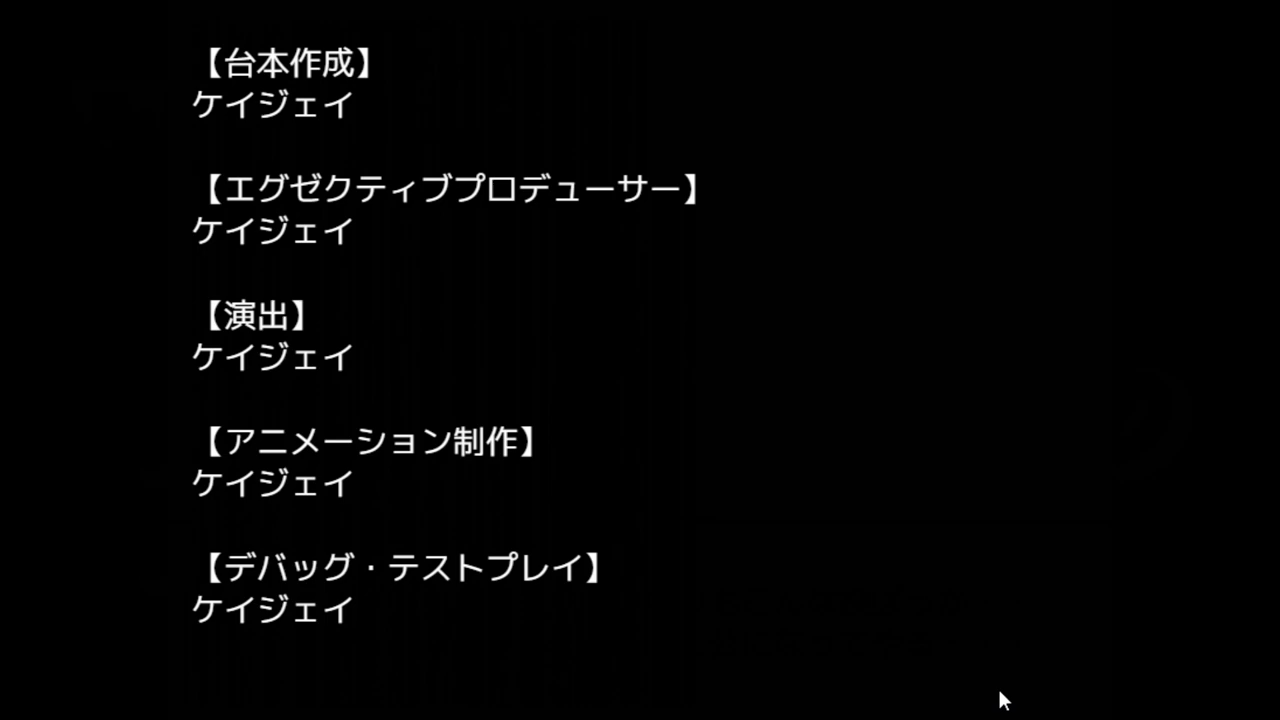 【台本作成】
ケイジェイ
【エグゼクティブプロデューサー】
ケイジェイ
【演出】
ケイジェイ
【アニメーション制作】
ケイジェイ
【デバッグ・テストプレイ】
ケイジェイ